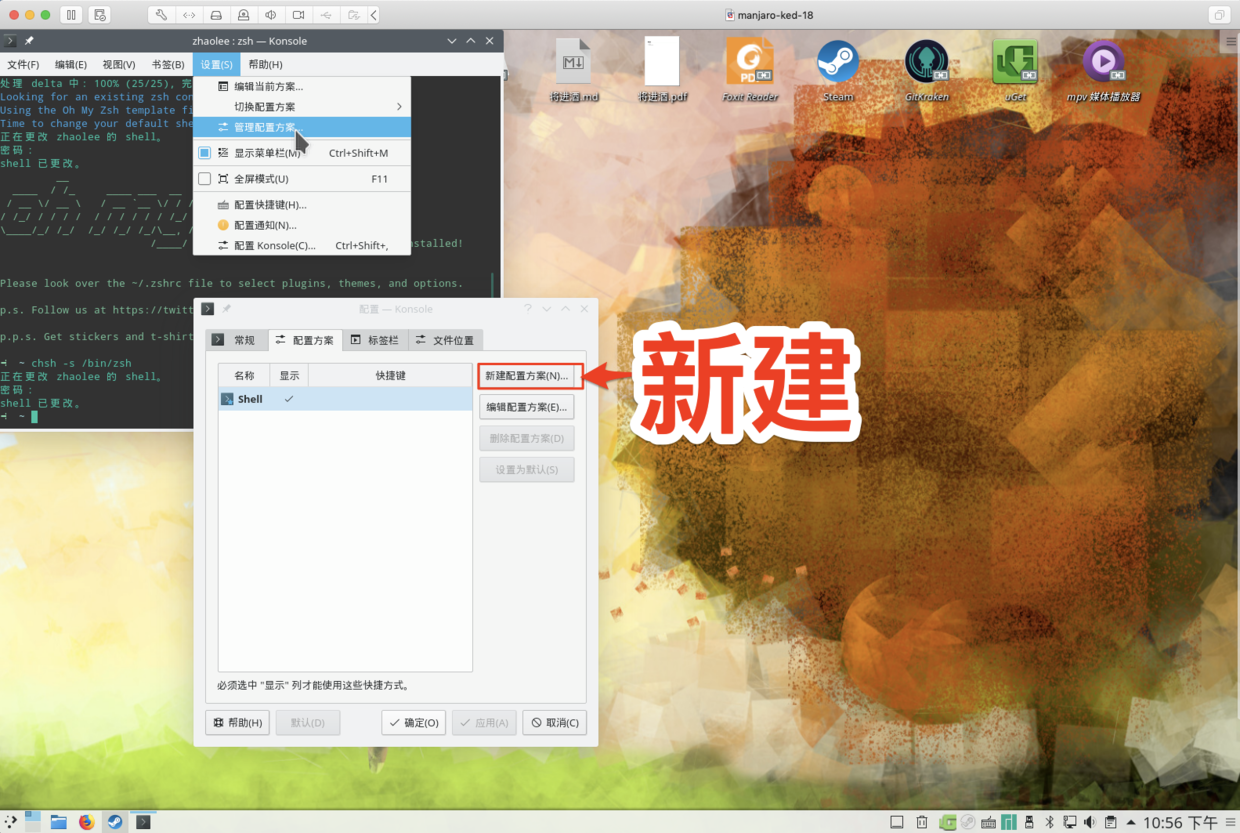 manjaro-ked-18
zhaolee : zsh — Konsole
文件(F) 编辑(E) 视图(V) 书签(B) 设置(S) 帮助(H)
处理 delta 中: 100% (25/25), 完
Looking for an existing zsh con
Using the Oh My Zsh template fi
Time to change your default she
正在更改 zhaolee 的 shell。
密码：
shell 已更改。
nstalled!
Please look over the ~/.zshrc file to select plugins, themes, and options.
p.s. Follow us at https://twitt
p.p.s. Get stickers and t-shirt
~ chsh -s /bin/zsh
正在更改 zhaolee 的 shell。
密码：
shell 已更改。
~
编辑当前方案...
切换配置方案
管理配置方案...
显示菜单栏(M) Ctrl+Shift+M
全屏模式(U) F11
配置快捷键(H)...
配置通知(N)...
配置 Konsole(C)... Ctrl+Shift+,
将进酒.md
将进酒.pdf
Foxit Reader
Steam
GitKraken
uGet
mpv 媒体播放器
配置 — Konsole
常规 配置方案 标签栏 文件位置
名称 显示 快捷键
Shell
新建配置方案(N)...
编辑配置方案(E)...
删除配置方案(D)
设置为默认(S)
必须选中 "显示" 列才能使用这些快捷方式。
帮助(H) 默认(D) 确定(O) 应用(A) 取消(C)
新建
10:56 下午